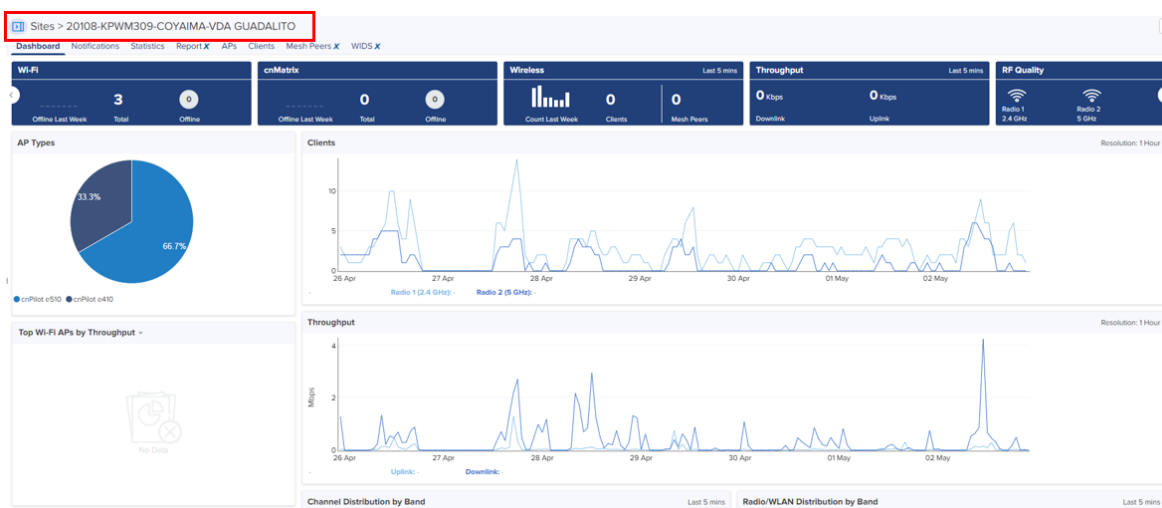 Sites > 20108-KPWM309-COYAIMA-VDA GUADALITO
Dashboard Notifications Statistics Report X APs Clients Mesh Peers X WIDS X
Wi-Fi
3
0
Offline Last Week Total Offline
cnMatrix
0
0
Offline Last Week Total Offline
Wireless Last 5 mins
0
0
Count Last Week Clients Mesh Peers
Throughput Last 5 mins
0 Kbps 0 Kbps
Downlink Uplink
RF Quality
Radio 1 Radio 2
2.4 GHz 5 GHz
AP Types
33.3%
66.7%
cnPilot e510 cnPilot e410
Clients Resolution: 1 Hour
10
5
0
26 Apr 27 Apr 28 Apr 29 Apr 30 Apr 01 May 02 May
- Radio 1 (2.4 GHz): - Radio 2 (5 GHz): -
Top Wi-Fi APs by Throughput
No Data
Throughput Resolution: 1 Hour
4
2
0
Mbps
26 Apr 27 Apr 28 Apr 29 Apr 30 Apr 01 May 02 May
- Uplink: - Downlink: -
Channel Distribution by Band Last 5 mins
Radio/WLAN Distribution by Band Last 5 mins